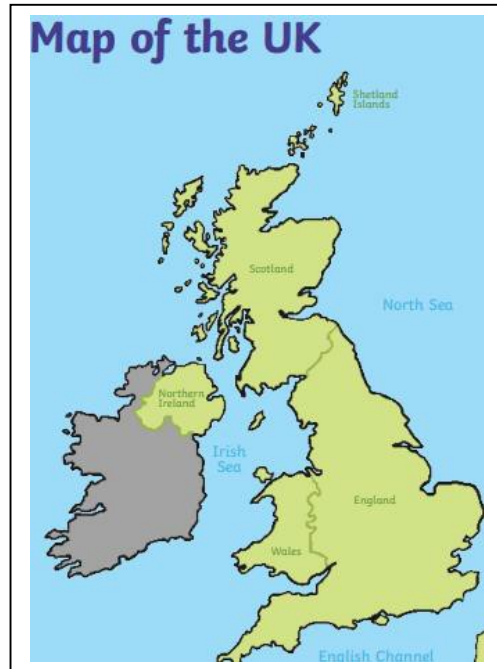 Map of the UK
Shetland
Islands
Scotland
North Sea
Northern
Ireland
Irish
Sea
England
Wales
English Channel